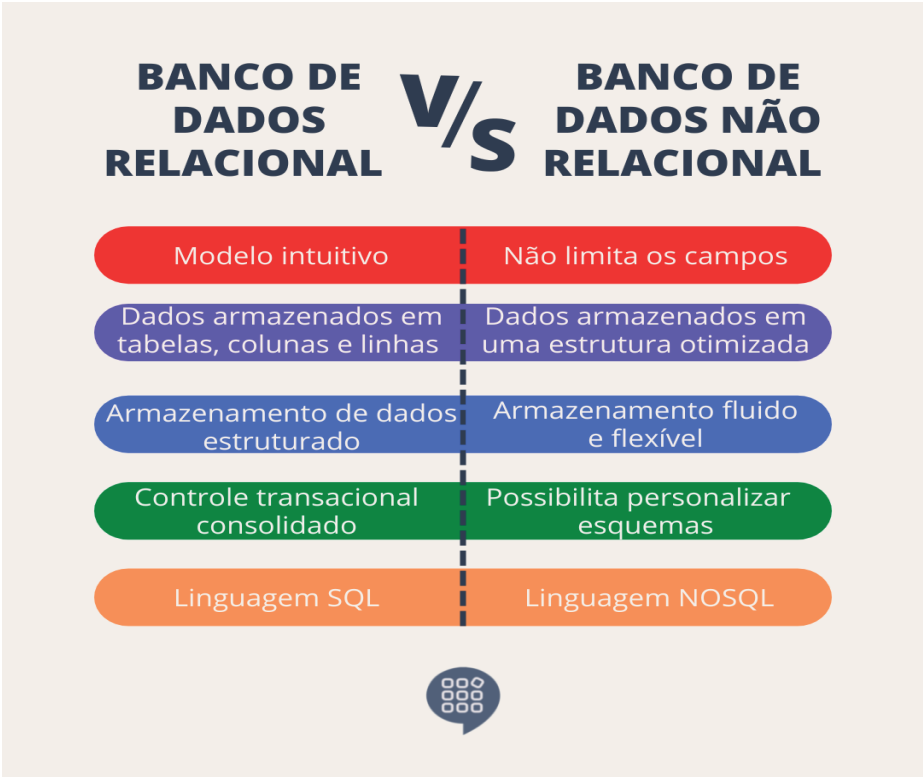 BANCO DE
DADOS
RELACIONAL
V/S
BANCO DE
DADOS NÃO
RELACIONAL
Modelo intuitivo
Não limita os campos
Dados armazenados em
tabelas, colunas e linhas
Dados armazenados em
uma estrutura otimizada
Armazenamento de dados
estruturado
Armazenamento fluido
e flexível
Controle transacional
consolidado
Possibilita personalizar
esquemas
Linguagem SQL
Linguagem NOSQL